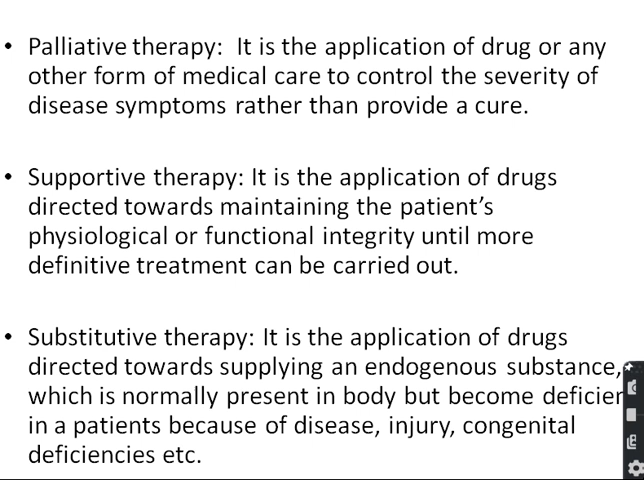 • Palliative therapy:  It is the application of drug or any
other form of medical care to control the severity of
disease symptoms rather than provide a cure.
• Supportive therapy: It is the application of drugs
directed towards maintaining the patient’s
physiological or functional integrity until more
definitive treatment can be carried out.
• Substitutive therapy: It is the application of drugs
directed towards supplying an endogenous substance,
which is normally present in body but become deficier
in a patients because of disease, injury, congenital
deficiencies etc.